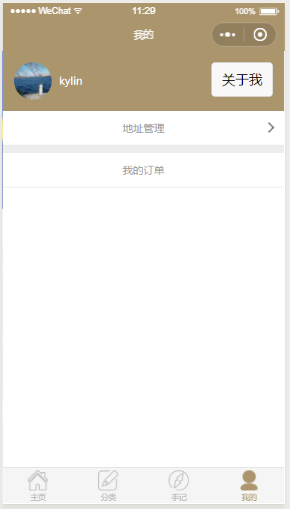 ●●●●● WeChat 11:29 100%
我的
kylin 关于我
地址管理
我的订单
主页 分类 手记 我的